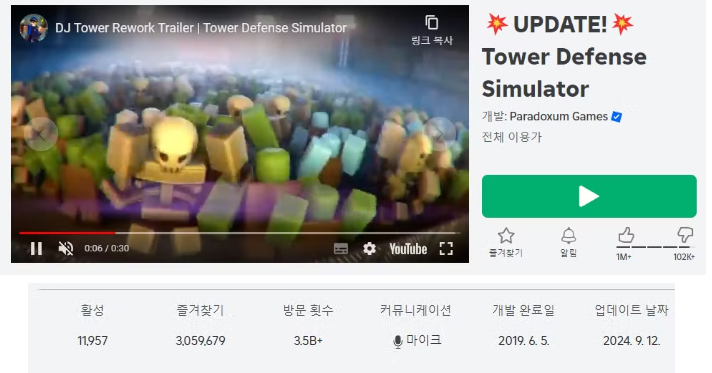 DJ Tower Rework Trailer | Tower Defense Simulator
링크 복사
0:06 / 0:30
YouTube
💥 UPDATE! 💥
Tower Defense
Simulator
개발: Paradoxum Games
전체 이용가
즐겨찾기
알림
1M+
102K+
활성
즐겨찾기
방문 횟수
커뮤니케이션
개발 완료일
업데이트 날짜
11,957
3,059,679
3.5B+
마이크
2019. 6. 5.
2024. 9. 12.